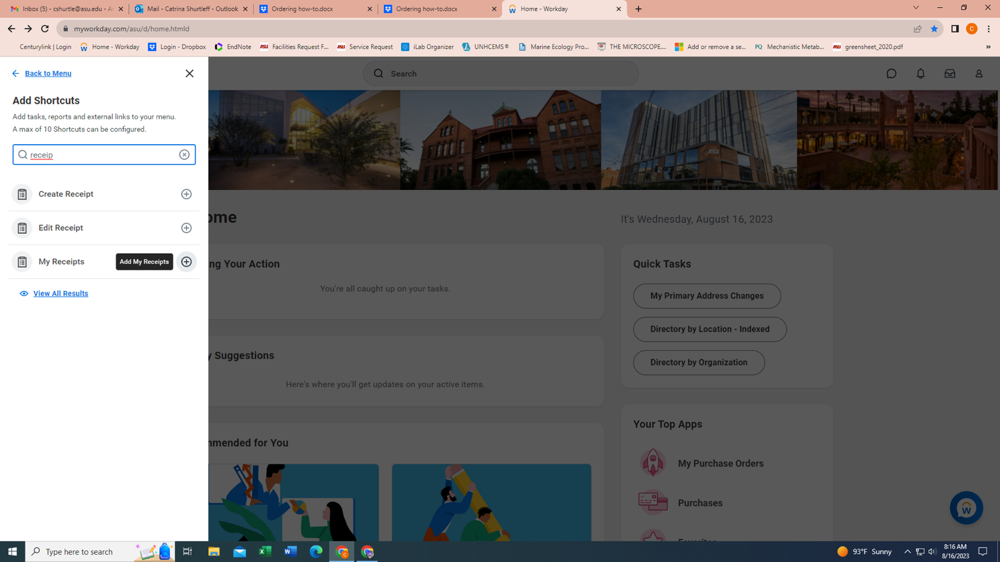 Inbox (5) - cshurtle@asu.edu - A
Mail - Catrina Shurtleff - Outlook
Ordering how-to.docx
Ordering how-to.docx
Home - Workday
myworkday.com/asu/d/home.htmld
C
Centurylink | Login
Home - Workday
Login - Dropbox
EndNote
Facilities Request F...
Service Request
iLab Organizer
UNHCEMS®
Marine Ecology Pro...
THE MICROSCOPE....
Add or remove a se...
PQ Mechanistic Metab...
greensheet_2020.pdf
»
Back to Menu
Search
Add Shortcuts
Add tasks, reports and external links to your menu.
A max of 10 Shortcuts can be configured.
receip
Create Receipt
Edit Receipt
My Receipts
Add My Receipts
View All Results
ome
It's Wednesday, August 16, 2023
ng Your Action
You're all caught up on your tasks.
y Suggestions
Here's where you'll get updates on your active items.
mmended for You
Quick Tasks
My Primary Address Changes
Directory by Location - Indexed
Directory by Organization
Your Top Apps
My Purchase Orders
Purchases
Favorites
Type here to search
93°F Sunny
8:16 AM
8/16/2023